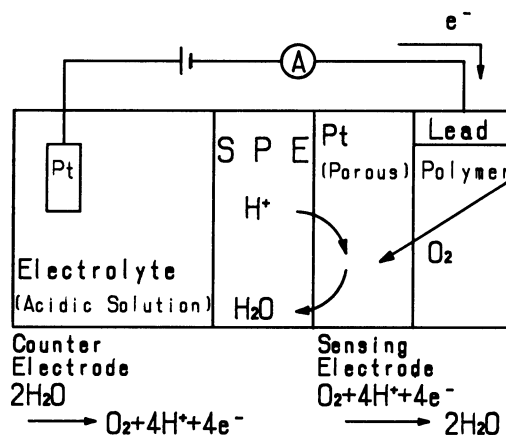 e⁻
A
Pt
S P E
Pt
(Porous)
Lead
Polymer
H⁺
O₂
H₂O
Electrolyte
(Acidic Solution)
Counter
Electrode
2H₂O
→ O₂+4H⁺+4e⁻
Sensing
Electrode
O₂+4H⁺+4e⁻
→ 2H₂O